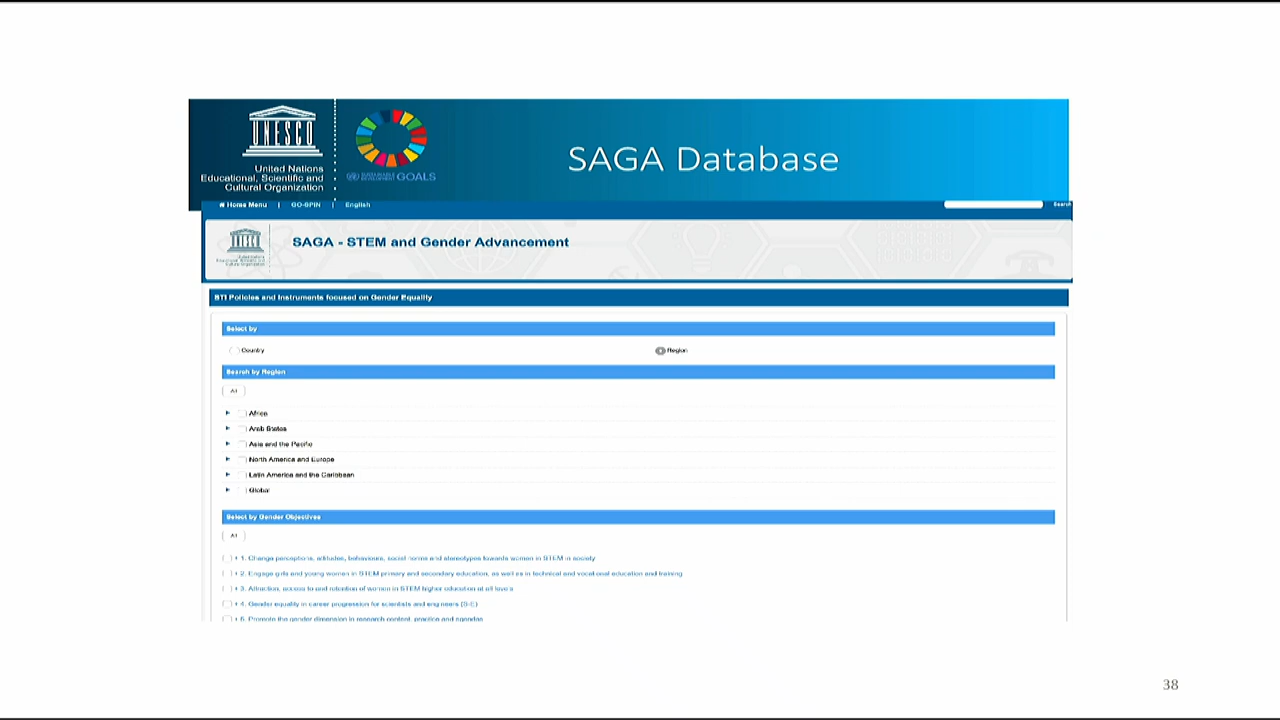 UNESCO
United Nations
Educational, Scientific and
Cultural Organization
SUSTAINABLE DEVELOPMENT GOALS
SAGA Database
Home Menu | GO-SPIN | English
Search
SAGA - STEM and Gender Advancement
STI Policies and Instruments focused on Gender Equality
Select by
Country
Region
Search by Region
All
Africa
Arab States
Asia and the Pacific
North America and Europe
Latin America and the Caribbean
Global
Select by Gender Objectives
All
+ 1. Change perceptions, attitudes, behaviours, social norms and stereotypes towards women in STEM in society
+ 2. Engage girls and young women in STEM primary and secondary education, as well as in technical and vocational education and training
+ 3. Attraction, access to and retention of women in STEM higher education at all levels
+ 4. Gender equality in career progression for scientists and engineers (S&E)
+ 5. Promote the gender dimension in research content, practice and agendas
38